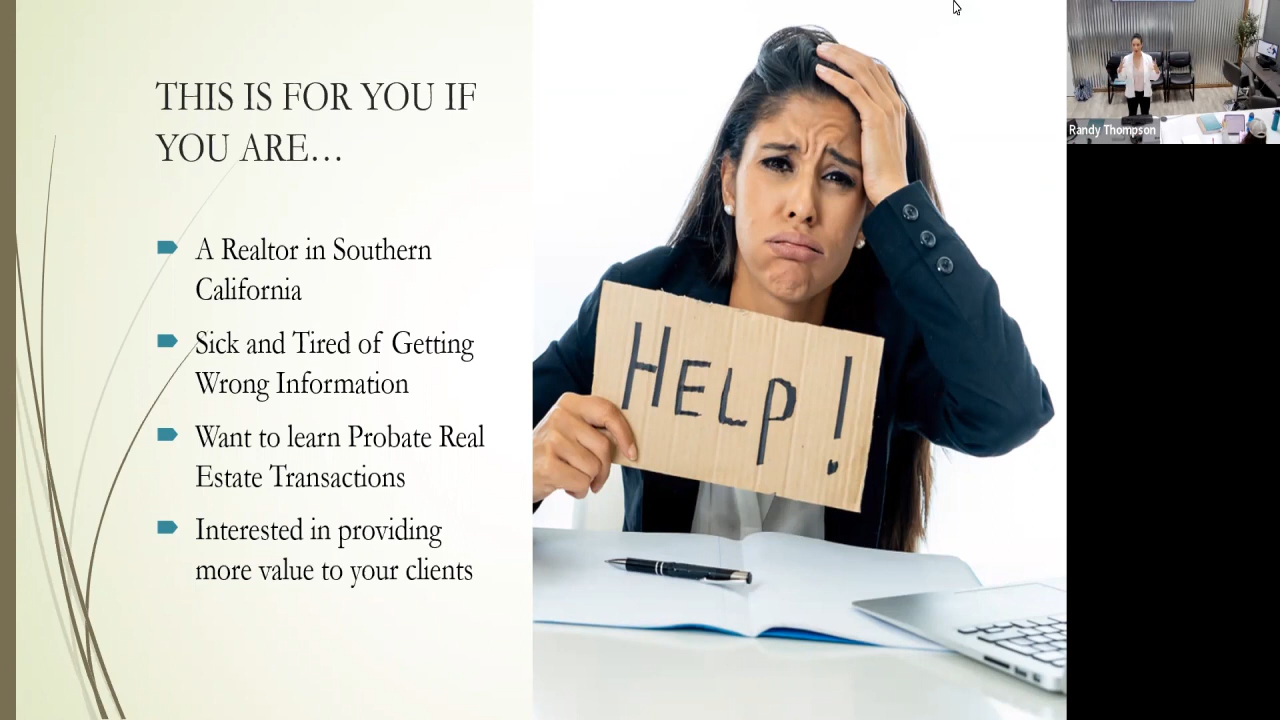 THIS IS FOR YOU IF
YOU ARE...
A Realtor in Southern
California
Sick and Tired of Getting
Wrong Information
Want to learn Probate Real
Estate Transactions
Interested in providing
more value to your clients
HELP!
Randy Thompson